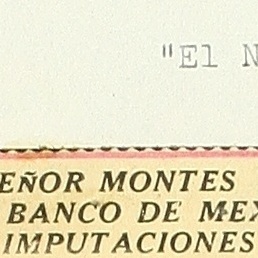 "El N
EÑOR MONTES
BANCO DE MEX
IMPUTACIONES